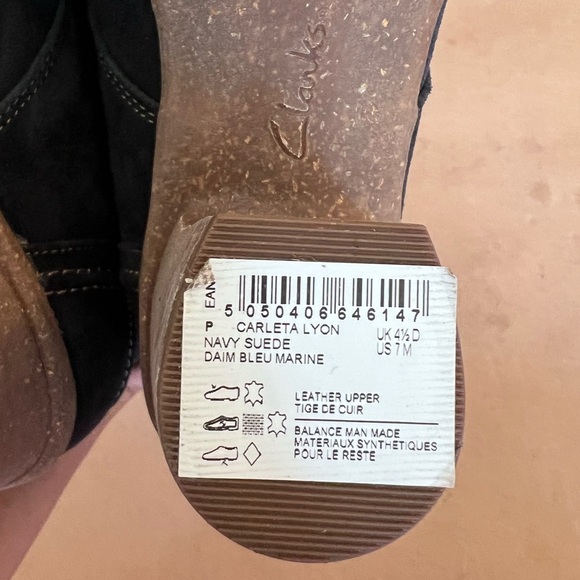 Clarks
EAN
5 050406 646147
P CARLETA LYON
NAVY SUEDE
DAIM BLEU MARINE
UK 4½ D
US 7 M
LEATHER UPPER
TIGE DE CUIR
BALANCE MAN MADE
MATERIAUX SYNTHETIQUES
POUR LE RESTE